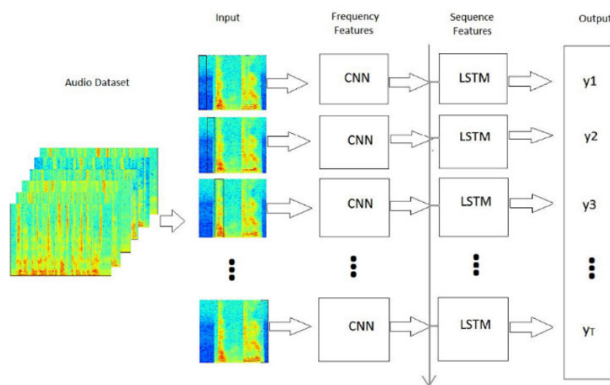 Input
Frequency
Features
Sequence
Features
Output
Audio Dataset
CNN
LSTM
y1
CNN
LSTM
y2
CNN
LSTM
y3
CNN
LSTM
yT